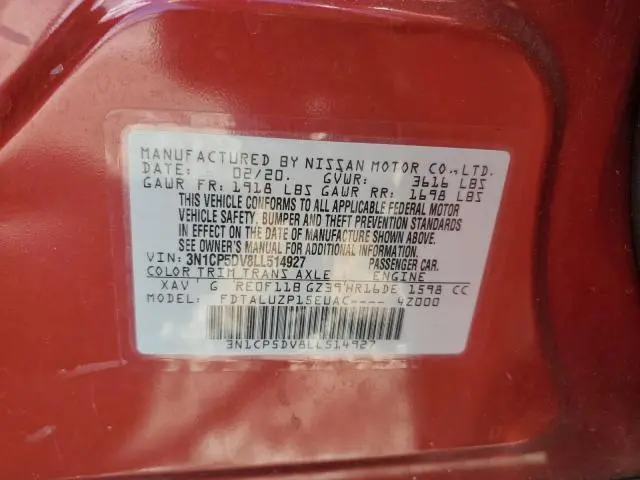 MANUFACTURED BY NISSAN MOTOR CO.,LTD.
DATE: 02/20. GVWR: 3616 LBS
GAWR FR: 1918 LBS GAWR RR: 1698 LBS
THIS VEHICLE CONFORMS TO ALL APPLICABLE FEDERAL MOTOR
VEHICLE SAFETY, BUMPER AND THEFT PREVENTION STANDARDS
IN EFFECT ON THE DATE OF MANUFACTURE SHOWN ABOVE.
SEE OWNER'S MANUAL FOR ADDITIONAL INFORMATION.
VIN: 3N1CP5DV8LL514927 PASSENGER CAR.
COLOR TRIM TRANS AXLE ENGINE
XAV G RE0F11B GZ39 HR16DE 1598 CC
MODEL: FDTALUZP15EUAC---- 4Z000
3N1CP5DV8LL514927